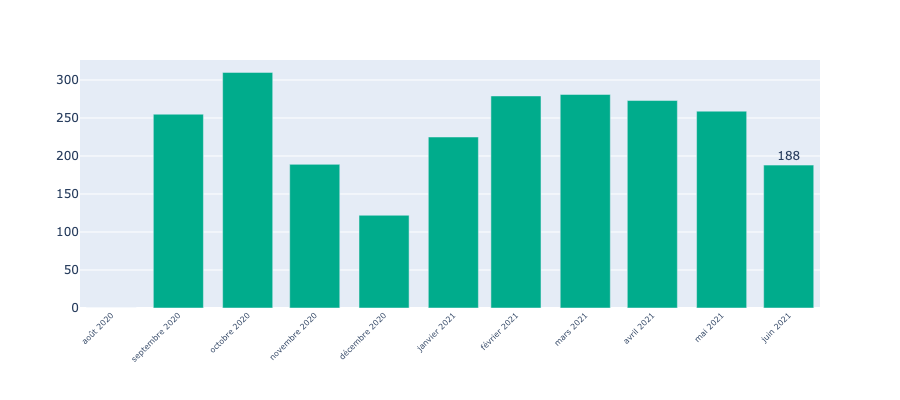 300
250
200
150
100
50
0
188
août 2020
septembre 2020
octobre 2020
novembre 2020
décembre 2020
janvier 2021
février 2021
mars 2021
avril 2021
mai 2021
juin 2021